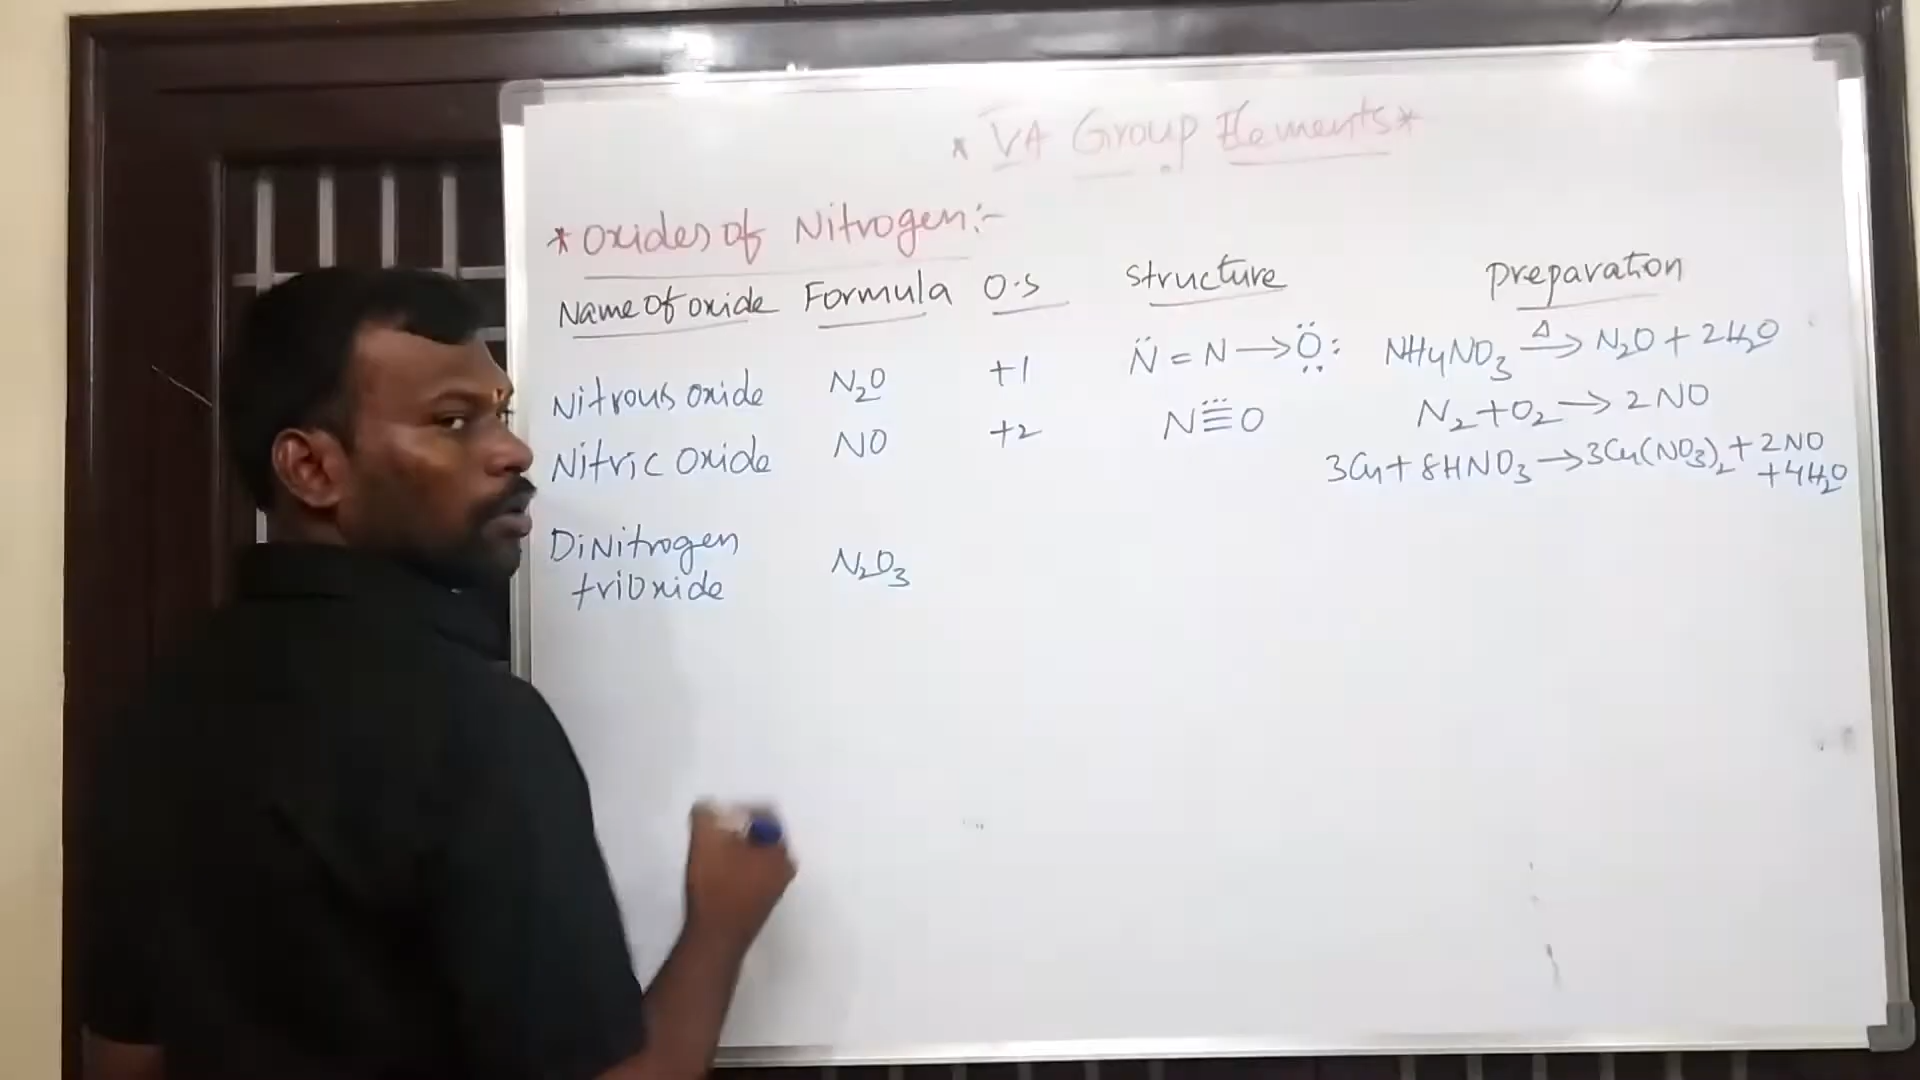 * VA Group Elements *
* Oxides of Nitrogen:-
Name of oxide Formula O.S structure preparation
Nitrous oxide N₂O +1 N̈ = N → Ö: NH4NO₃ Δ→ N₂O + 2H₂O
Nitric oxide NO +2 N≡O N₂ + O₂ → 2NO
3Cu + 8HNO₃ → 3Cu(NO₃)₂ + 2NO
+4H₂O
DiNitrogen
trioxide N₂O₃